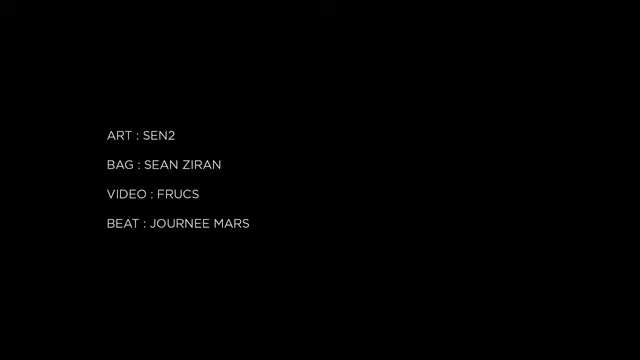 ART : SEN2
BAG : SEAN ZIRAN
VIDEO : FRUCS
BEAT : JOURNEE MARS